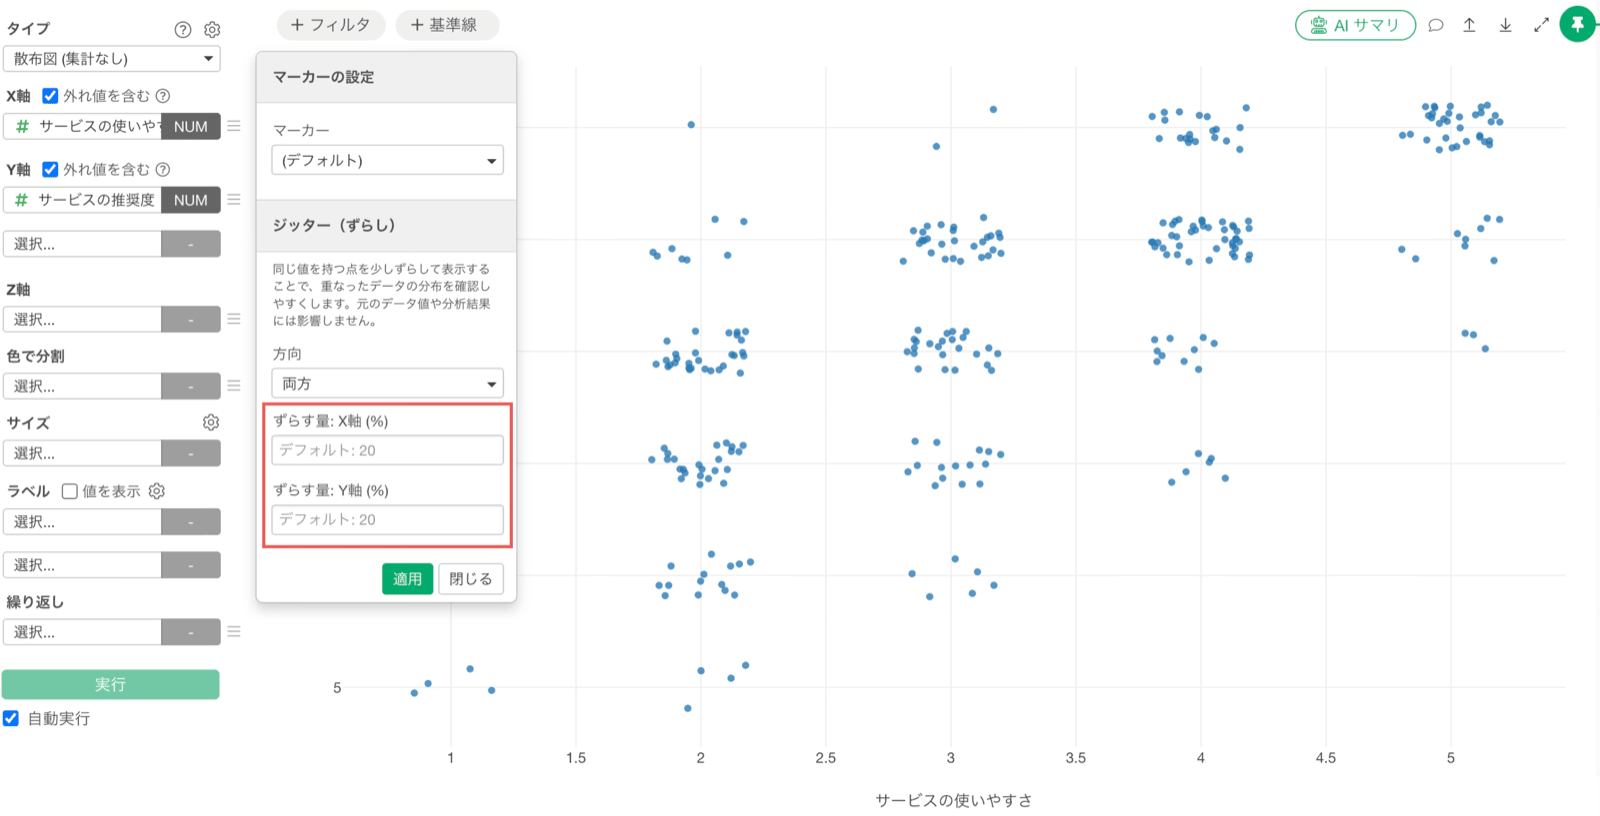 タイプ
散布図 (集計なし)
X軸 外れ値を含む ?
# サービスの使いや NUM
Y軸 外れ値を含む ?
# サービスの推奨度 NUM
選択... -
Z軸
選択... -
色で分割
選択... -
サイズ
選択... -
ラベル 値を表示
選択... -
選択... -
繰り返し
選択... -
実行
自動実行
+ フィルタ
+ 基準線
AI サマリ
マーカーの設定
マーカー
(デフォルト)
ジッター（ずらし）
同じ値を持つ点を少しずらして表示する
ことで、重なったデータの分布を確認し
やすくします。元のデータ値や分析結果
には影響しません。
方向
両方
ずらす量: X軸 (%)
デフォルト: 20
ずらす量: Y軸 (%)
デフォルト: 20
適用 閉じる
5
1 1.5 2 2.5 3 3.5 4 4.5 5
サービスの使いやすさ